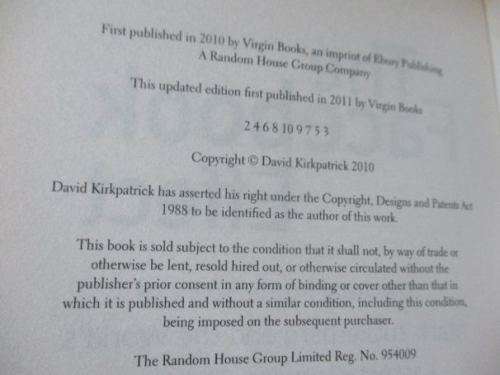 First published in 2010 by Virgin Books, an imprint of Ebury Publishing
A Random House Group Company
This updated edition first published in 2011 by Virgin Books
2 4 6 8 10 9 7 5 3
Copyright © David Kirkpatrick 2010
David Kirkpatrick has asserted his right under the Copyright, Designs and Patents Act
1988 to be identified as the author of this work.
This book is sold subject to the condition that it shall not, by way of trade or
otherwise be lent, resold hired out, or otherwise circulated without the
publisher's prior consent in any form of binding or cover other than that in
which it is published and without a similar condition, including this condition,
being imposed on the subsequent purchaser.
The Random House Group Limited Reg. No. 954009